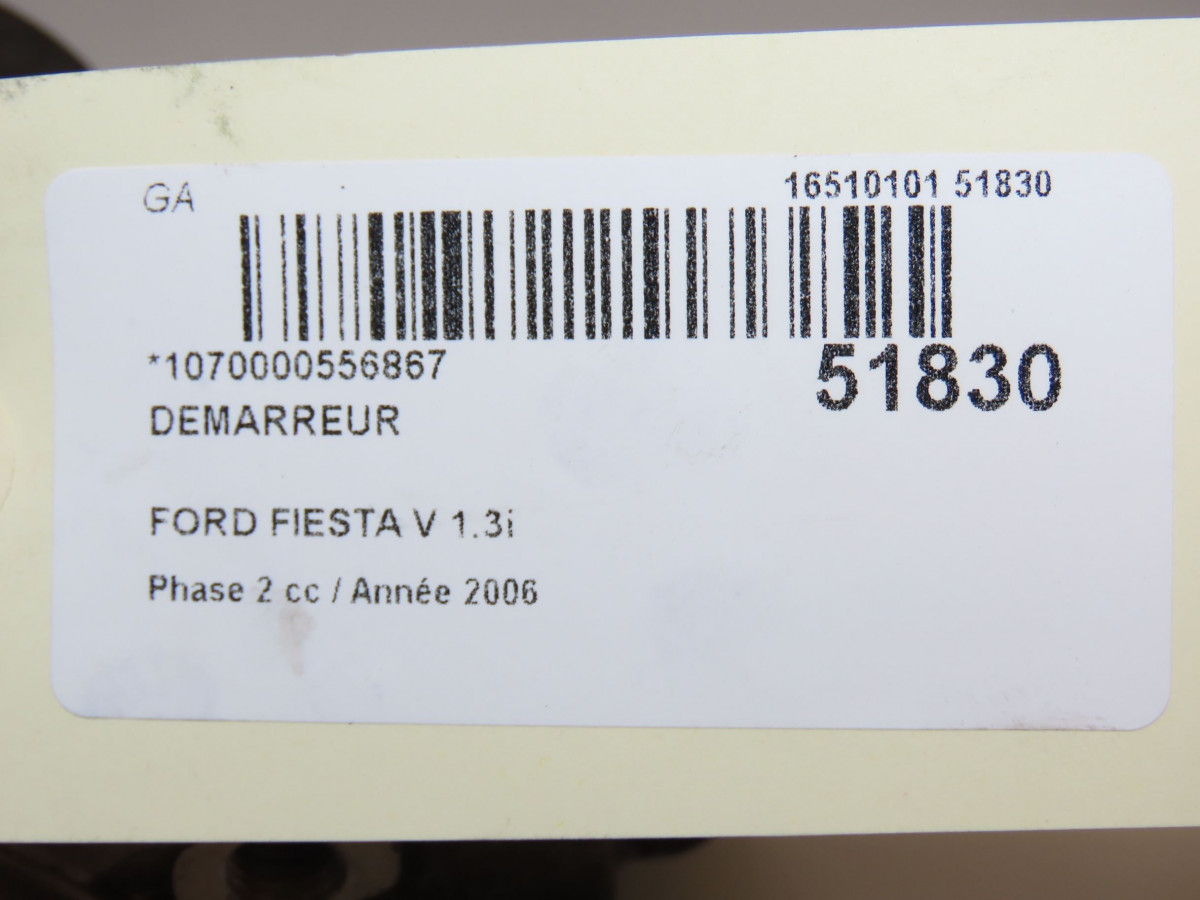 GA
16510101 51830
*1070000556867
51830
DEMARREUR
FORD FIESTA V 1.3i
Phase 2 cc / Année 2006